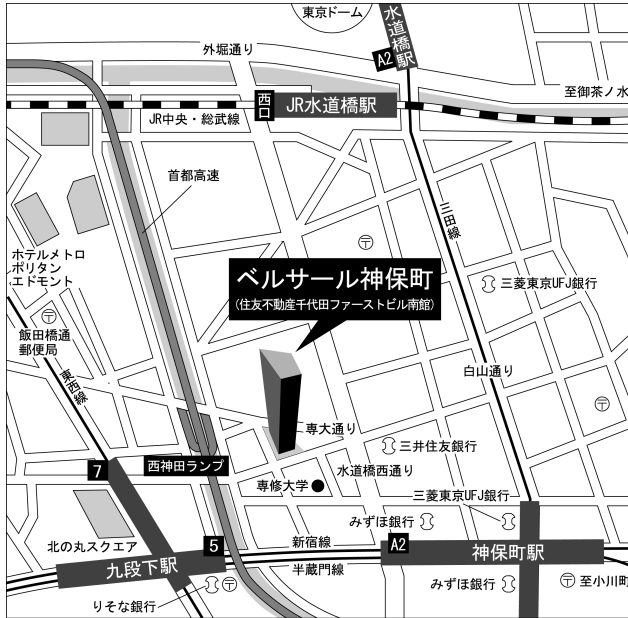 東京ドーム
水道橋駅
A2
外堀通り
至御茶ノ水
西口
JR水道橋駅
JR中央・総武線
首都高速
三田線
〒
ホテルメトロ
ポリタン
エドモント
ベルサール神保町
(住友不動産千代田ファーストビル南館)
三菱東京UFJ銀行
〒
飯田橋通
郵便局
東西線
白山通り
〒
専大通り
三井住友銀行
7
西神田ランプ
水道橋西通り
専修大学
三菱東京UFJ銀行
みずほ銀行
北の丸スクエア
5
新宿線
A2
神保町駅
九段下駅
半蔵門線
〒
りそな銀行
みずほ銀行
〒
至小川町